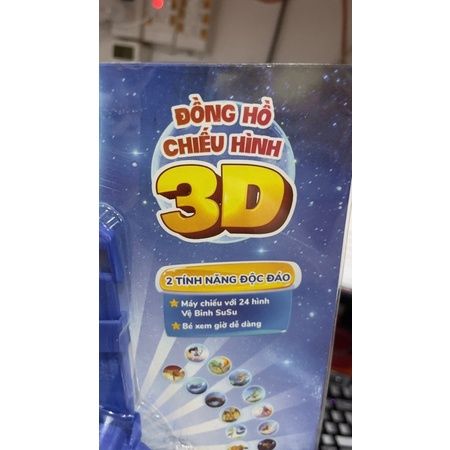 ĐỒNG HỒ
CHIẾU HÌNH
3D
2 TÍNH NĂNG ĐỘC ĐÁO
Máy chiếu với 24 hình
Vệ Binh SuSu
Bé xem giờ dễ dàng